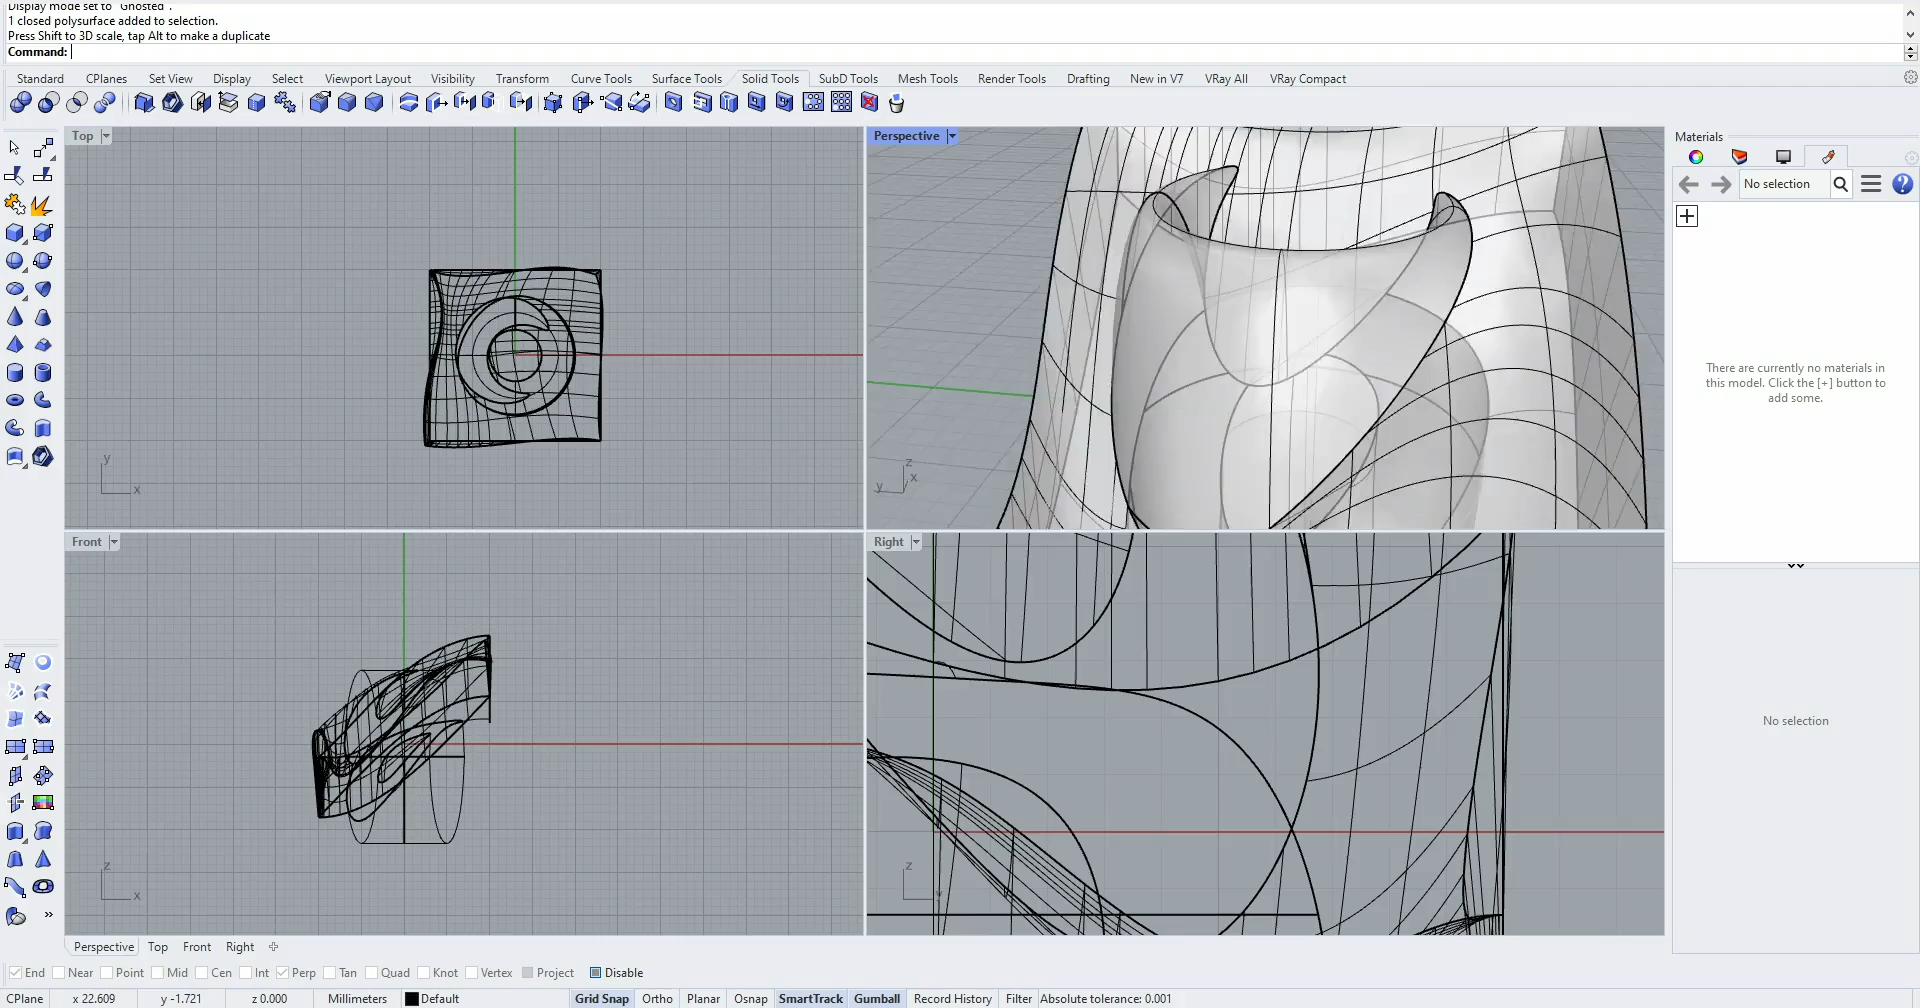 Display mode set to "Ghosted".
1 closed polysurface added to selection.
Press Shift to 3D scale, tap Alt to make a duplicate
Command:
Standard CPlanes Set View Display Select Viewport Layout Visibility Transform Curve Tools Surface Tools Solid Tools SubD Tools Mesh Tools Render Tools Drafting New in V7 VRay All VRay Compact
Top
Perspective
Materials
No selection
There are currently no materials in
this model. Click the [+] button to
add some.
y
x
z
x
y
Front
Right
No selection
z
x
z
y
Perspective Top Front Right
End Near Point Mid Cen Int Perp Tan Quad Knot Vertex Project Disable
CPlane x 22.609 y -1.721 z 0.000 Millimeters Default Grid Snap Ortho Planar Osnap SmartTrack Gumball Record History Filter Absolute tolerance: 0.001